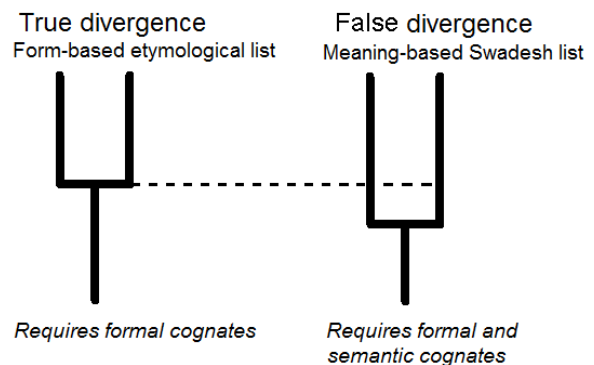 True divergence
Form-based etymological list
False divergence
Meaning-based Swadesh list
Requires formal cognates
Requires formal and
semantic cognates